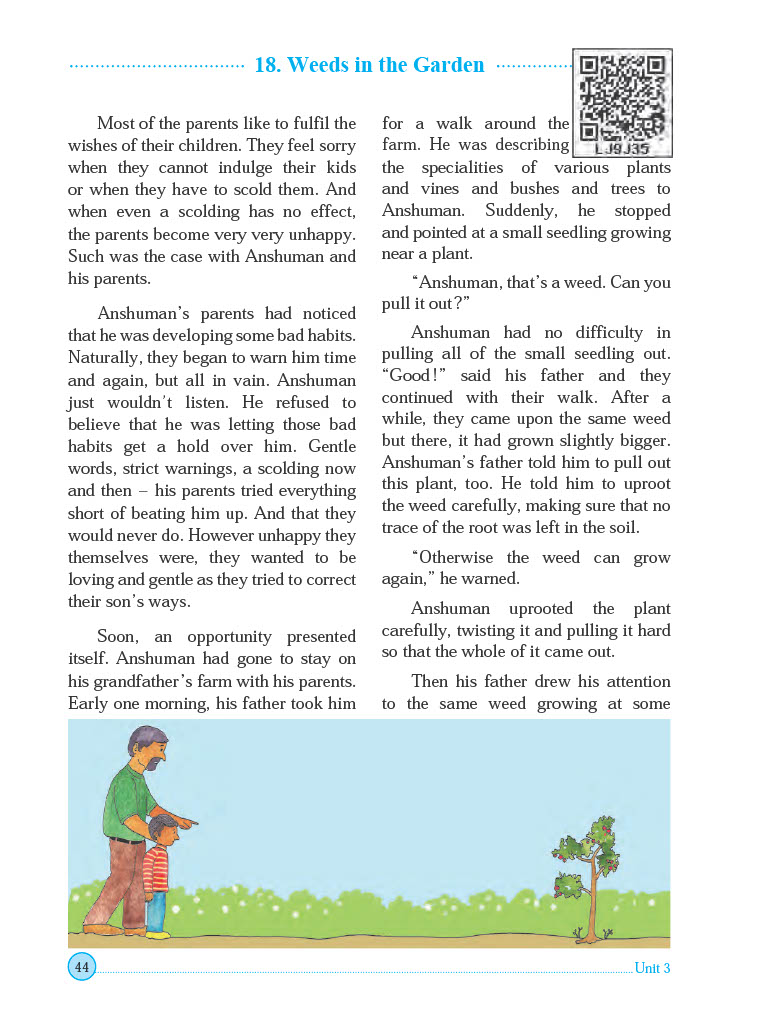 18. Weeds in the Garden
LJ9J35
Most of the parents like to fulfil the
wishes of their children. They feel sorry
when they cannot indulge their kids
or when they have to scold them. And
when even a scolding has no effect,
the parents become very very unhappy.
Such was the case with Anshuman and
his parents.
Anshuman's parents had noticed
that he was developing some bad habits.
Naturally, they began to warn him time
and again, but all in vain. Anshuman
just wouldn't listen. He refused to
believe that he was letting those bad
habits get a hold over him. Gentle
words, strict warnings, a scolding now
and then – his parents tried everything
short of beating him up. And that they
would never do. However unhappy they
themselves were, they wanted to be
loving and gentle as they tried to correct
their son's ways.
Soon, an opportunity presented
itself. Anshuman had gone to stay on
his grandfather's farm with his parents.
Early one morning, his father took him
for a walk around the
farm. He was describing
the specialities of various plants
and vines and bushes and trees to
Anshuman. Suddenly, he stopped
and pointed at a small seedling growing
near a plant.
"Anshuman, that's a weed. Can you
pull it out?"
Anshuman had no difficulty in
pulling all of the small seedling out.
"Good!" said his father and they
continued with their walk. After a
while, they came upon the same weed
but there, it had grown slightly bigger.
Anshuman's father told him to pull out
this plant, too. He told him to uproot
the weed carefully, making sure that no
trace of the root was left in the soil.
"Otherwise the weed can grow
again," he warned.
Anshuman uprooted the plant
carefully, twisting it and pulling it hard
so that the whole of it came out.
Then his father drew his attention
to the same weed growing at some
44
Unit 3